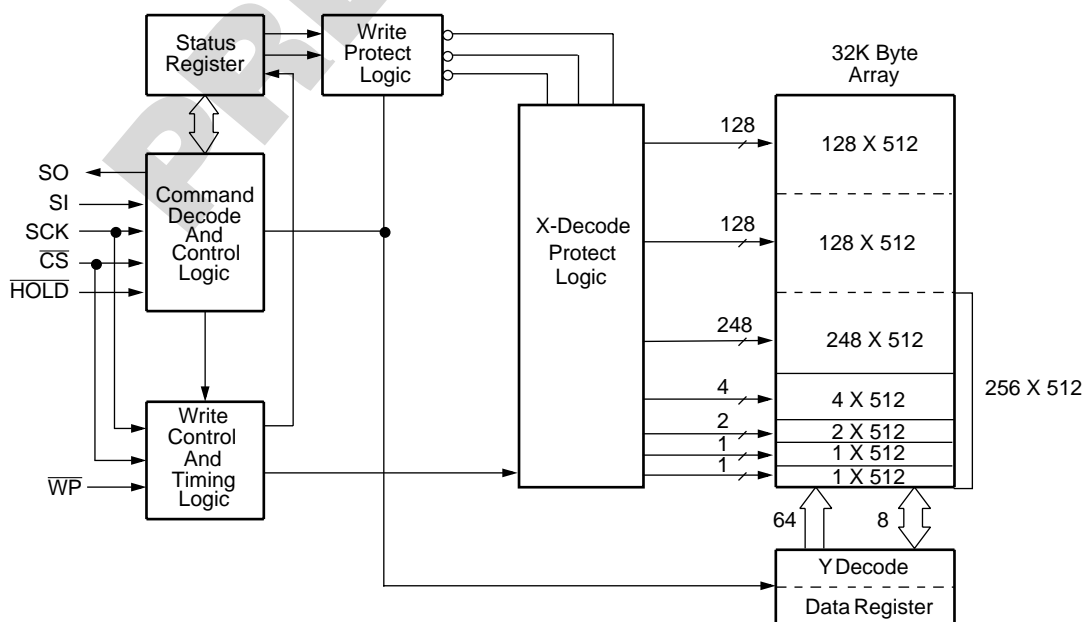 Status
Register
Write
Protect
Logic
32K Byte
Array
SO
SI
SCK
CS
HOLD
WP
Command
Decode
And
Control
Logic
Write
Control
And
Timing
Logic
X-Decode
Protect
Logic
128
128
248
4
2
1
1
128 X 512
128 X 512
248 X 512
4 X 512
2 X 512
1 X 512
1 X 512
256 X 512
64
8
Y Decode
Data Register